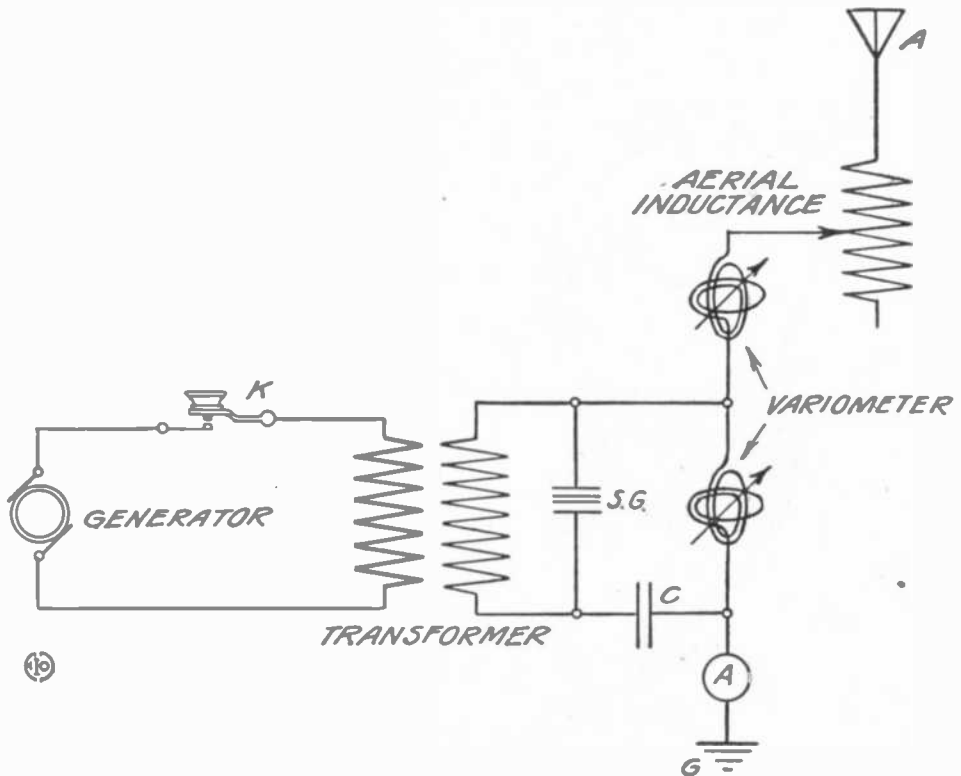 A
AERIAL
INDUCTANCE
K
VARIOMETER
GENERATOR
S.G.
C
TRANSFORMER
A
G